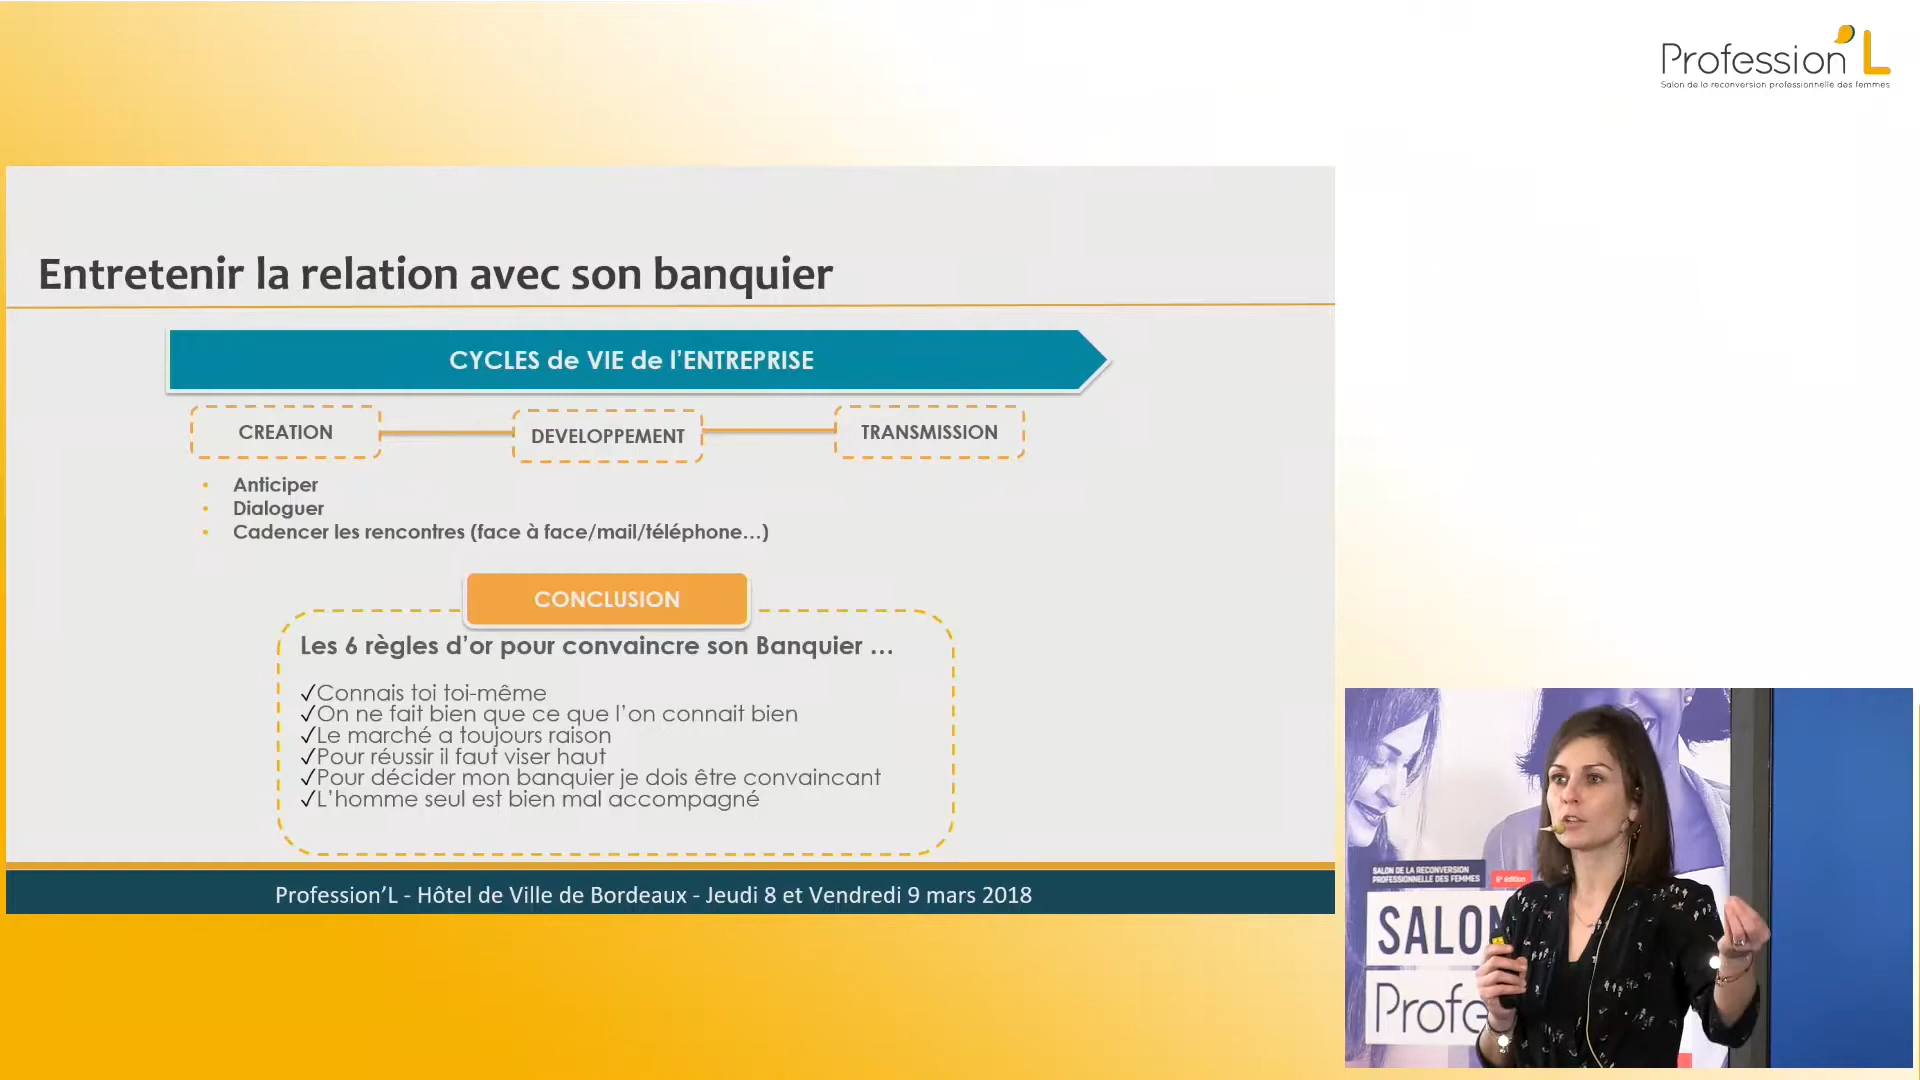 Profession'L
Salon de la reconversion professionnelle des femmes
Entretenir la relation avec son banquier
CYCLES de VIE de l'ENTREPRISE
CREATION
DEVELOPPEMENT
TRANSMISSION
• Anticiper
• Dialoguer
• Cadencer les rencontres (face à face/mail/téléphone…)
CONCLUSION
Les 6 règles d'or pour convaincre son Banquier …
✓Connais toi toi-même
✓On ne fait bien que ce que l'on connait bien
✓Le marché a toujours raison
✓Pour réussir il faut viser haut
✓Pour décider mon banquier je dois être convaincant
✓L'homme seul est bien mal accompagné
Profession'L - Hôtel de Ville de Bordeaux - Jeudi 8 et Vendredi 9 mars 2018
SALON DE LA RECONVERSION
PROFESSIONNELLE DES FEMMES
6e édition
SALO
Profe